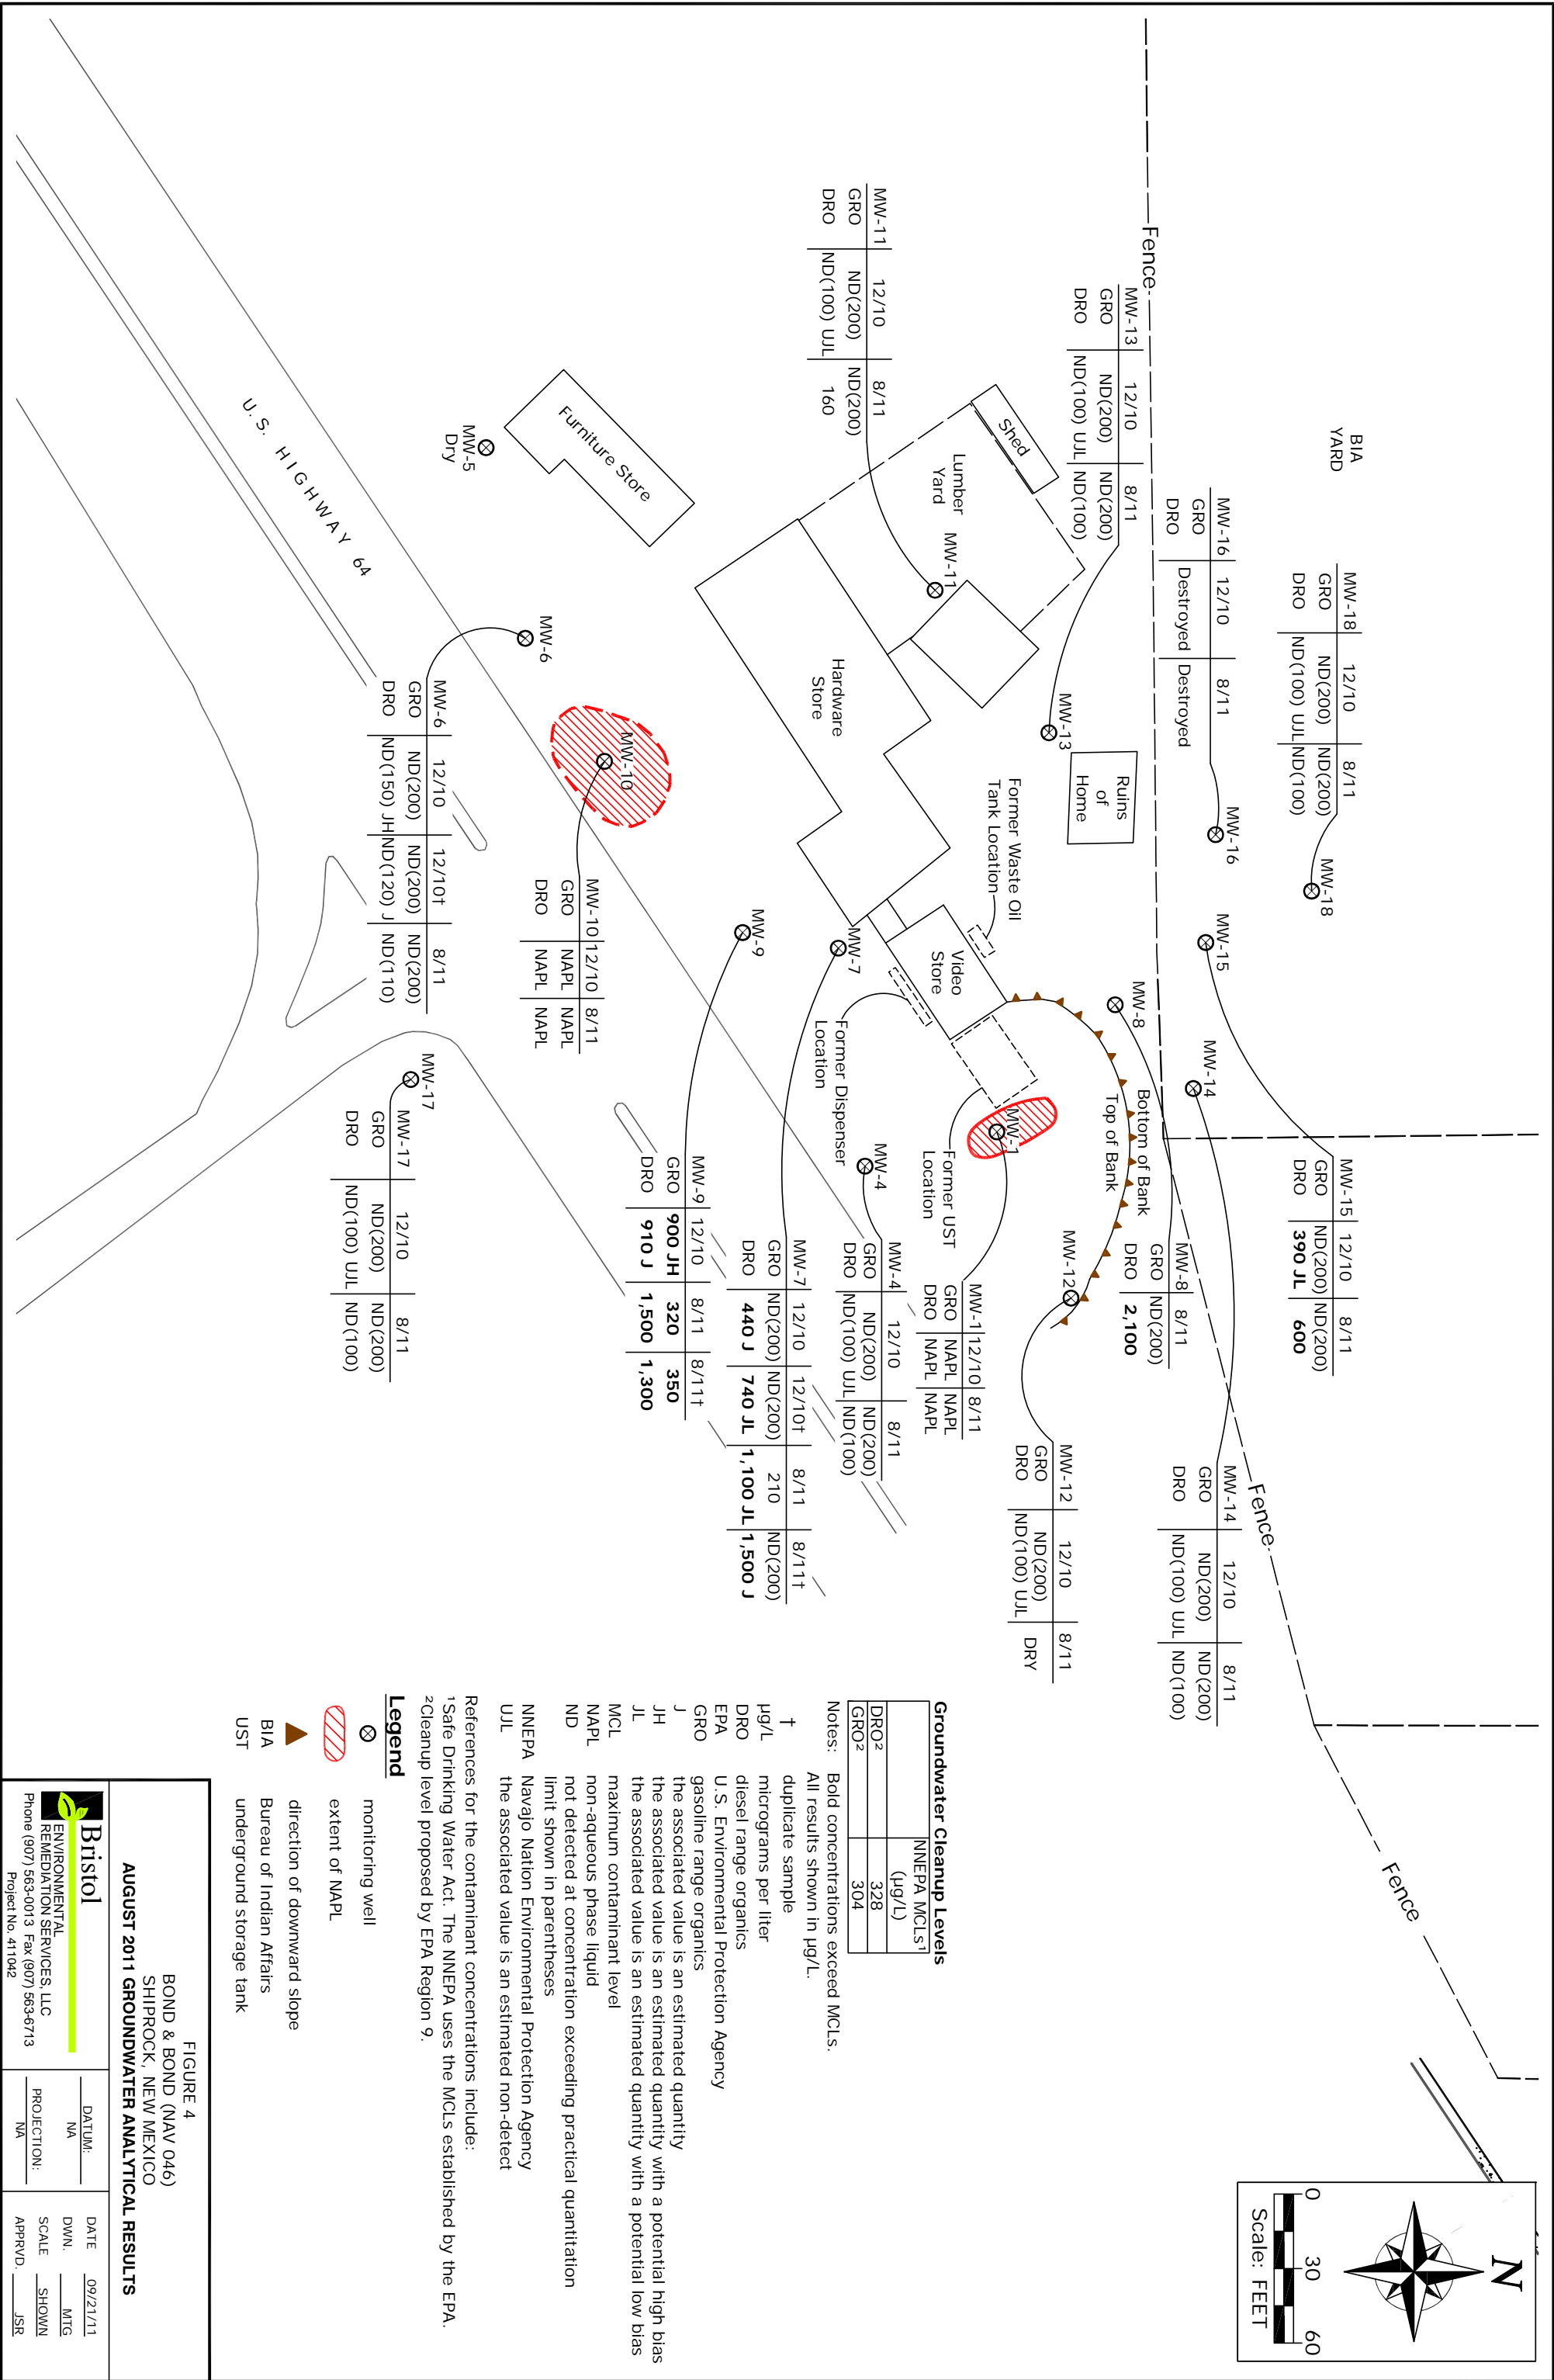 BIA
YARD
Fence
MW-18 12/10 8/11
GRO ND(200) ND(200)
DRO ND(100) UJL ND(100)
MW-18
MW-16 12/10 8/11
GRO Destroyed Destroyed
DRO
MW-16
MW-15
MW-15 12/10 8/11
GRO ND(200) ND(200)
DRO 390 JL 600
MW-13 12/10 8/11
GRO ND(200) ND(200)
DRO ND(100) UJL ND(100)
MW-13
Ruins
of
Home
MW-8
MW-14
MW-14 12/10 8/11
GRO ND(200) ND(200)
DRO ND(100) UJL ND(100)
Fence
Fence
MW-8 8/11
GRO ND(200)
DRO 2,100
Bottom of Bank
Top of Bank
MW-12
MW-12 12/10 8/11
GRO ND(200) DRY
DRO ND(100) UJL
Shed
Lumber
Yard
MW-11
MW-11 12/10 8/11
GRO ND(200) ND(200)
DRO ND(100) UJL 160
Former Waste Oil
Tank Location
Video
Store
Hardware
Store
MW-1
MW-1 12/10 8/11
GRO NAPL NAPL
DRO NAPL NAPL
Former UST
Location
Former Dispenser
Location
MW-4
MW-4 12/10 8/11
GRO ND(200) ND(200)
DRO ND(100) UJL ND(100)
MW-7
MW-7 12/10 12/10† 8/11 8/11†
GRO ND(200) ND(200) 210 ND(200)
DRO 440 J 740 JL 1,100 JL 1,500 J
MW-9
MW-9 12/10 8/11 8/11†
GRO 900 JH 320 350
DRO 910 J 1,500 1,300
Furniture Store
MW-5
Dry
MW-6
MW-10
MW-10 12/10 8/11
GRO NAPL NAPL
DRO NAPL NAPL
MW-6 12/10 12/10† 8/11
GRO ND(200) ND(200) ND(200)
DRO ND(150) JH ND(120) J ND(110)
MW-17
MW-17 12/10 8/11
GRO ND(200) ND(200)
DRO ND(100) UJL ND(100)
U.S. HIGHWAY 64
N
0 30 60
Scale: FEET
Groundwater Cleanup Levels
NNEPA MCLs¹
(µg/L)
DRO² 328
GRO² 304
Notes: Bold concentrations exceed MCLs.
All results shown in µg/L.
† duplicate sample
µg/L micrograms per liter
DRO diesel range organics
EPA U.S. Environmental Protection Agency
GRO gasoline range organics
J the associated value is an estimated quantity
JH the associated value is an estimated quantity with a potential high bias
JL the associated value is an estimated quantity with a potential low bias
MCL maximum contaminant level
NAPL non-aqueous phase liquid
ND not detected at concentration exceeding practical quantitation
limit shown in parentheses
NNEPA Navajo Nation Environmental Protection Agency
UJL the associated value is an estimated non-detect
References for the contaminant concentrations include:
¹Safe Drinking Water Act. The NNEPA uses the MCLs established by the EPA.
²Cleanup level proposed by EPA Region 9.
Legend
monitoring well
extent of NAPL
direction of downward slope
BIA Bureau of Indian Affairs
UST underground storage tank
FIGURE 4
BOND & BOND (NAV 046)
SHIPROCK, NEW MEXICO
AUGUST 2011 GROUNDWATER ANALYTICAL RESULTS
Bristol
ENVIRONMENTAL
REMEDIATION SERVICES, LLC
Phone (907) 563-0013 Fax (907) 563-6713
Project No. 411042
DATUM:
NA
PROJECTION:
NA
DATE 09/21/11
DWN. MTG
SCALE SHOWN
APPRVD. JSR